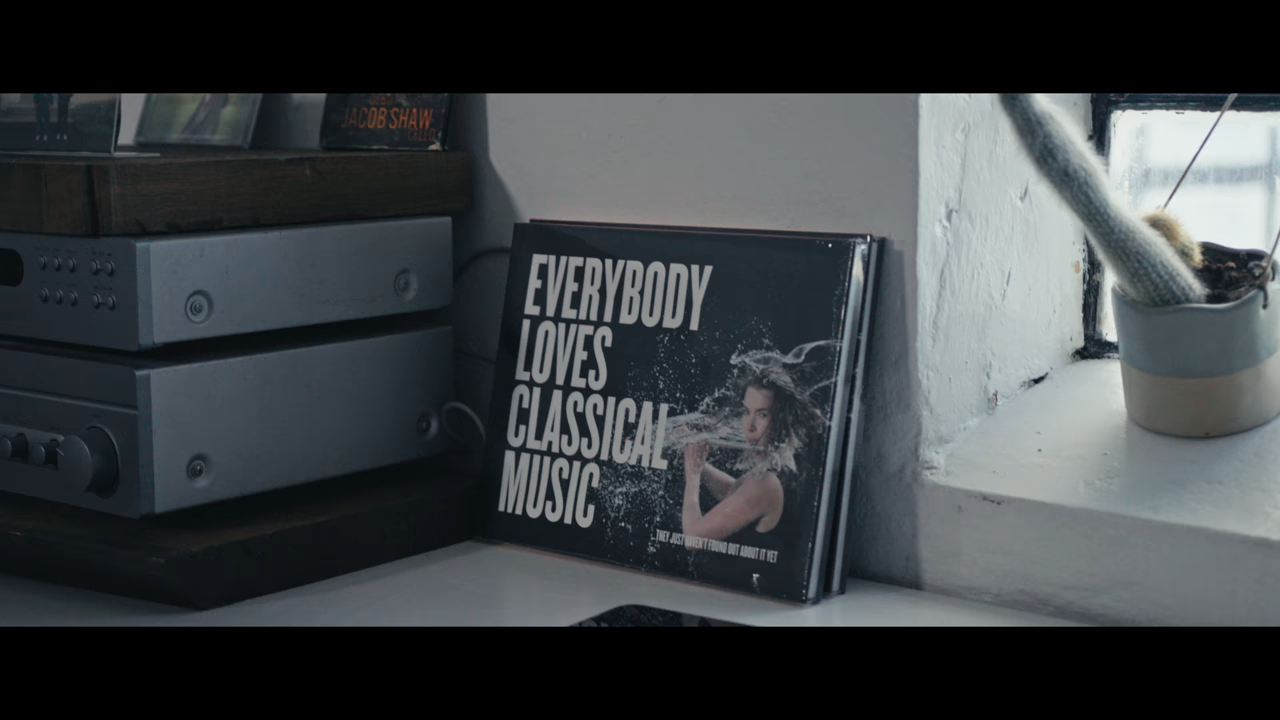 JACOB SHAW
EVERYBODY
LOVES
CLASSICAL
MUSIC
...THEY JUST HAVEN'T FOUND OUT ABOUT IT YET